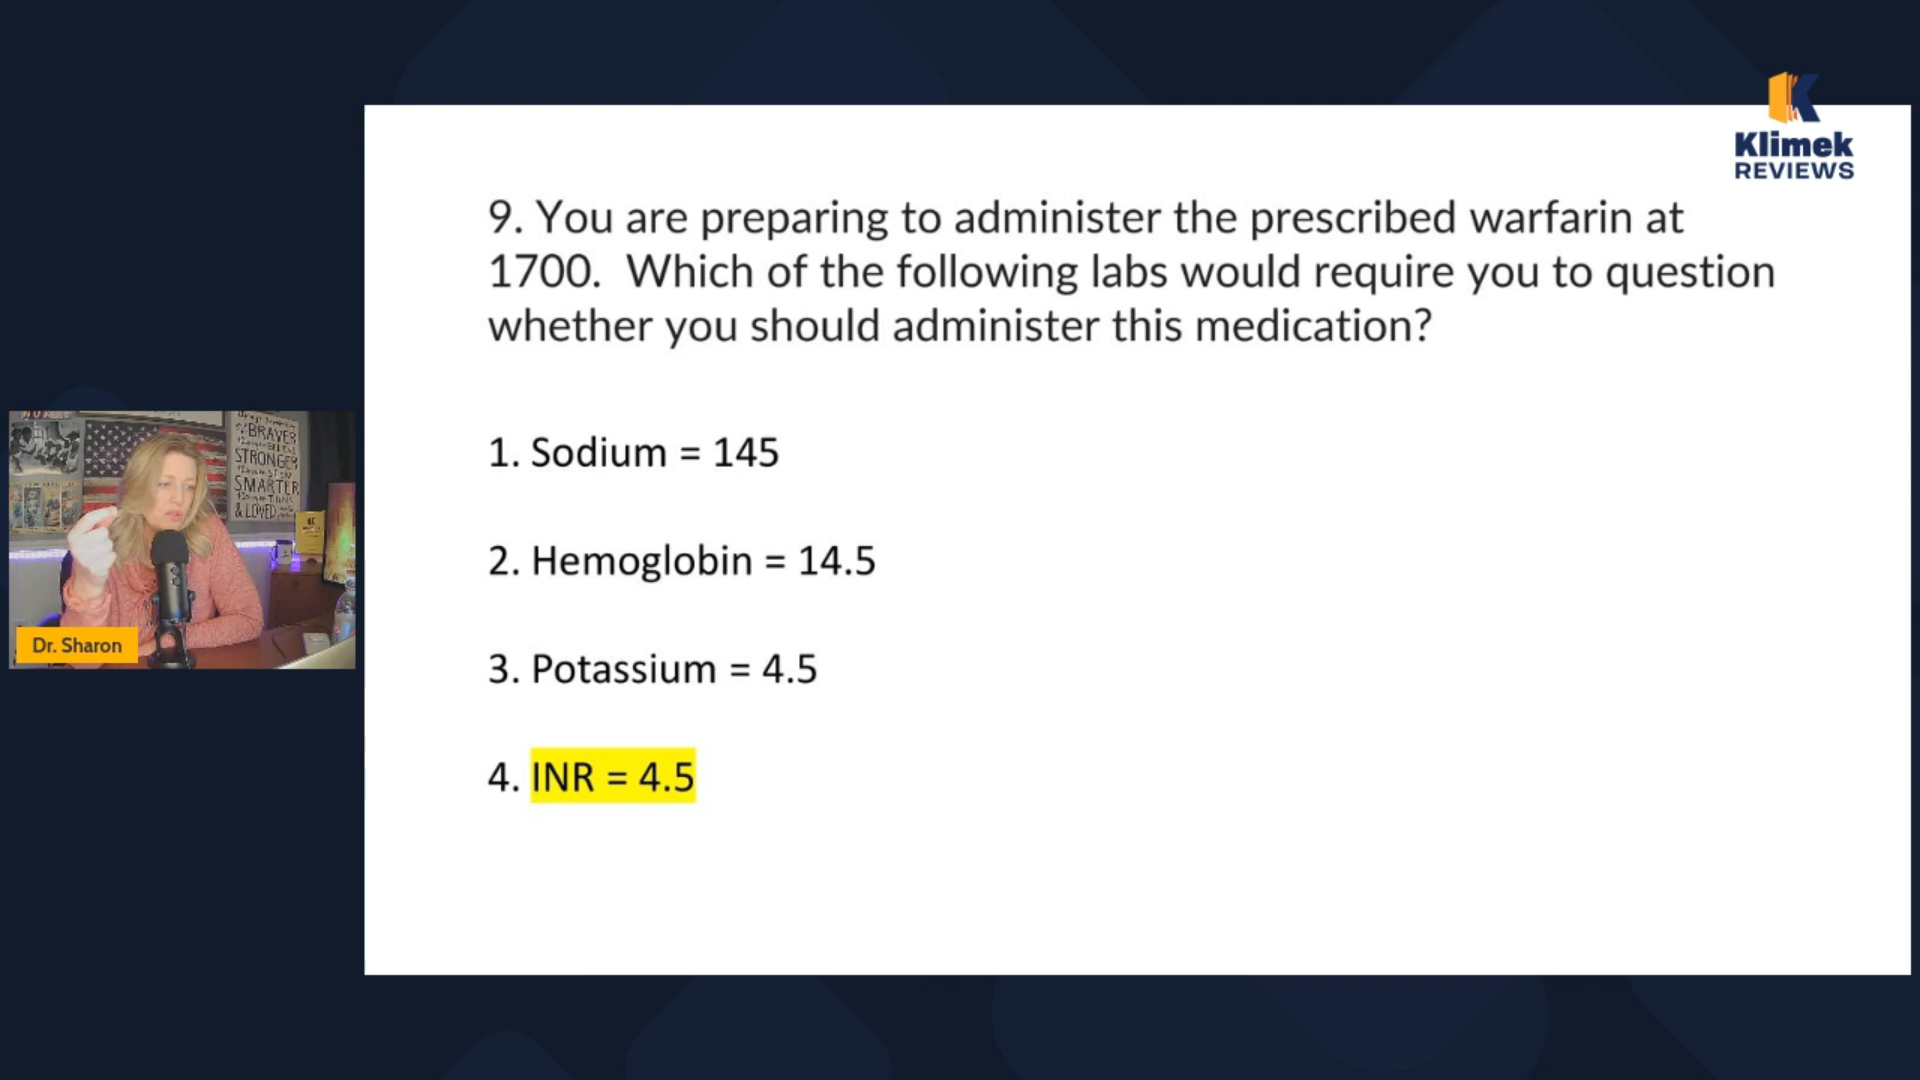 Klimek
REVIEWS
9. You are preparing to administer the prescribed warfarin at
1700.  Which of the following labs would require you to question
whether you should administer this medication?
1. Sodium = 145
2. Hemoglobin = 14.5
3. Potassium = 4.5
4. INR = 4.5
BRAVER
STRONGER
SMARTER
& LOVED
Dr. Sharon